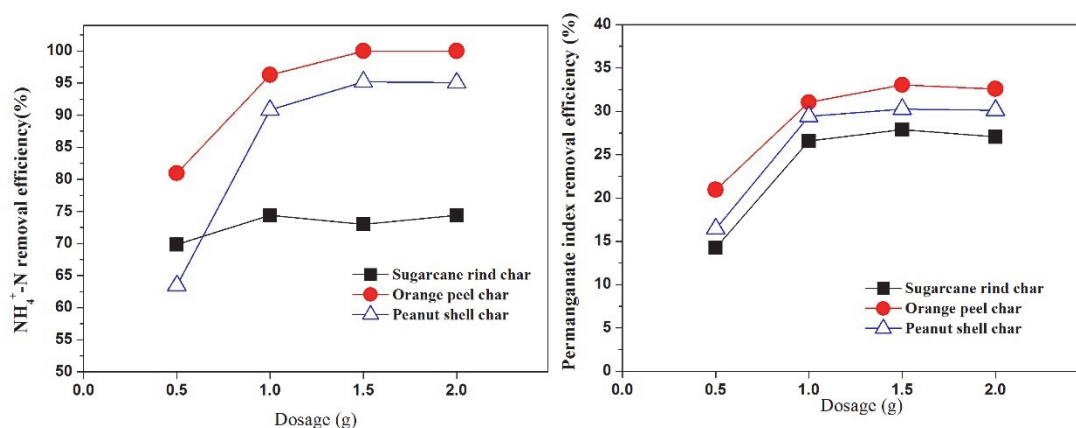 NH₄⁺-N removal efficiency(%)
100
95
90
85
80
75
70
65
60
55
50
0.0 0.5 1.0 1.5 2.0
Dosage (g)
Sugarcane rind char
Orange peel char
Peanut shell char
Permanganate index removal efficiency (%)
40
35
30
25
20
15
10
5
0
0.0 0.5 1.0 1.5 2.0
Dosage (g)
Sugarcane rind char
Orange peel char
Peanut shell char